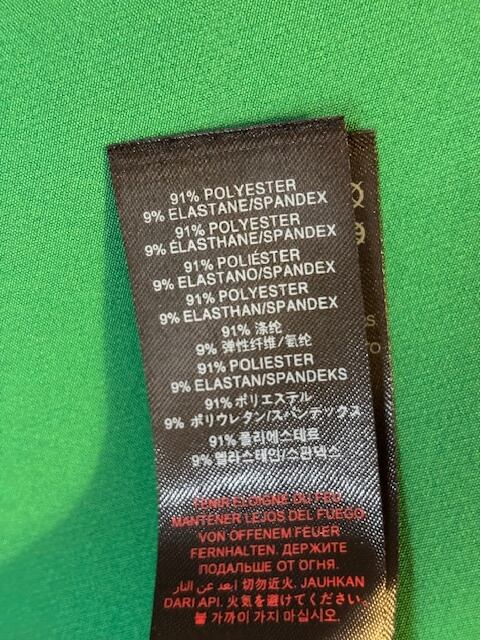 91% POLYESTER
9% ELASTANE/SPANDEX
91% POLYESTER
9% ÉLASTHANE/SPANDEX
91% POLIÉSTER
9% ELASTANO/SPANDEX
91% POLYESTER
9% ELASTHAN/SPANDEX
91% 涤纶
9% 弹性纤维/氨纶
91% POLIESTER
9% ELASTAN/SPANDEKS
91% ポリエステル
9% ポリウレタン/スパンデックス
91% 폴리에스테르
9% 엘라스테인/스판덱스
TENIR ÉLOIGNÉ DU FEU
MANTENER LEJOS DEL FUEGO
VON OFFENEM FEUER
FERNHALTEN. ДЕРЖИТЕ
ПОДАЛЬШЕ ОТ ОГНЯ.
ابعد عن النار 切勿近火. JAUHKAN
DARI API. 火気を避けてください.
불 가까이 가지 마십시오.